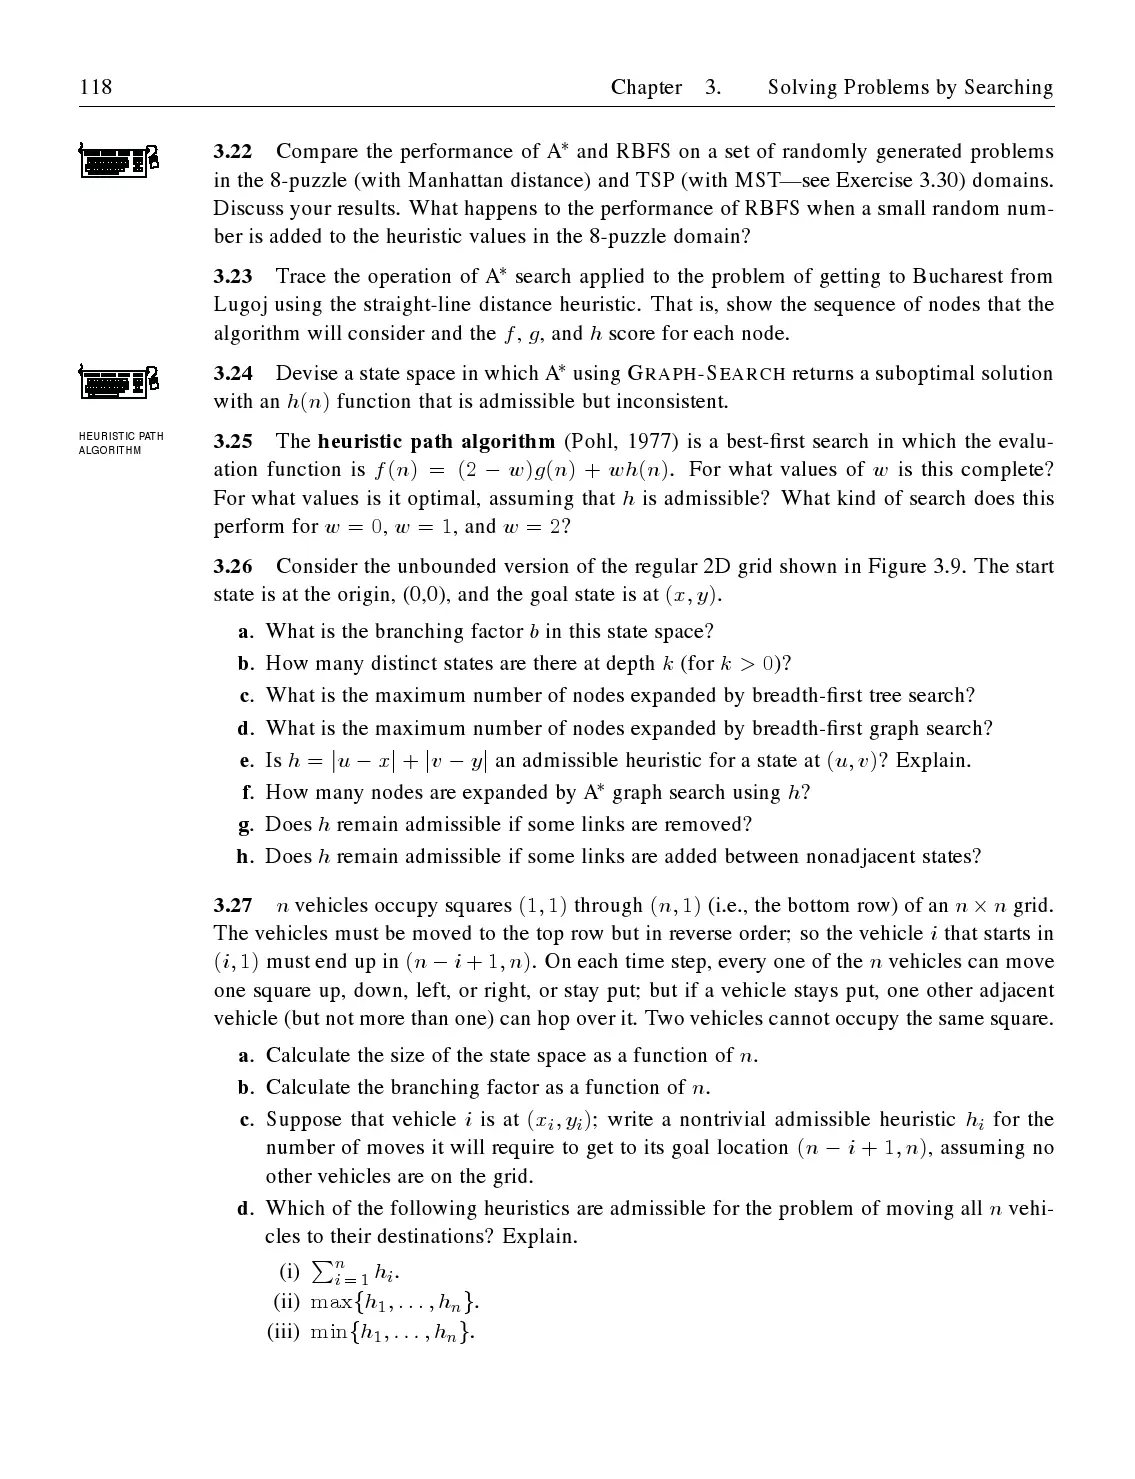 118 Chapter 3. Solving Problems by Searching
3.22 Compare the performance of A* and RBFS on a set of randomly generated problems
in the 8-puzzle (with Manhattan distance) and TSP (with MST—see Exercise 3.30) domains.
Discuss your results. What happens to the performance of RBFS when a small random num-
ber is added to the heuristic values in the 8-puzzle domain?
3.23 Trace the operation of A* search applied to the problem of getting to Bucharest from
Lugoj using the straight-line distance heuristic. That is, show the sequence of nodes that the
algorithm will consider and the f, g, and h score for each node.
3.24 Devise a state space in which A* using GRAPH-SEARCH returns a suboptimal solution
with an h(n) function that is admissible but inconsistent.
HEURISTIC PATH
ALGORITHM
3.25 The heuristic path algorithm (Pohl, 1977) is a best-first search in which the evalu-
ation function is f(n) = (2 − w)g(n) + wh(n). For what values of w is this complete?
For what values is it optimal, assuming that h is admissible? What kind of search does this
perform for w = 0, w = 1, and w = 2?
3.26 Consider the unbounded version of the regular 2D grid shown in Figure 3.9. The start
state is at the origin, (0,0), and the goal state is at (x, y).
a. What is the branching factor b in this state space?
b. How many distinct states are there at depth k (for k > 0)?
c. What is the maximum number of nodes expanded by breadth-first tree search?
d. What is the maximum number of nodes expanded by breadth-first graph search?
e. Is h = |u − x| + |v − y| an admissible heuristic for a state at (u, v)? Explain.
f. How many nodes are expanded by A* graph search using h?
g. Does h remain admissible if some links are removed?
h. Does h remain admissible if some links are added between nonadjacent states?
3.27 n vehicles occupy squares (1, 1) through (n, 1) (i.e., the bottom row) of an n × n grid.
The vehicles must be moved to the top row but in reverse order; so the vehicle i that starts in
(i, 1) must end up in (n − i + 1, n). On each time step, every one of the n vehicles can move
one square up, down, left, or right, or stay put; but if a vehicle stays put, one other adjacent
vehicle (but not more than one) can hop over it. Two vehicles cannot occupy the same square.
a. Calculate the size of the state space as a function of n.
b. Calculate the branching factor as a function of n.
c. Suppose that vehicle i is at (xᵢ, yᵢ); write a nontrivial admissible heuristic hᵢ for the
number of moves it will require to get to its goal location (n − i + 1, n), assuming no
other vehicles are on the grid.
d. Which of the following heuristics are admissible for the problem of moving all n vehi-
cles to their destinations? Explain.
(i) ∑ⁿᵢ₌₁ hᵢ.
(ii) max{h₁, . . . , hₙ}.
(iii) min{h₁, . . . , hₙ}.